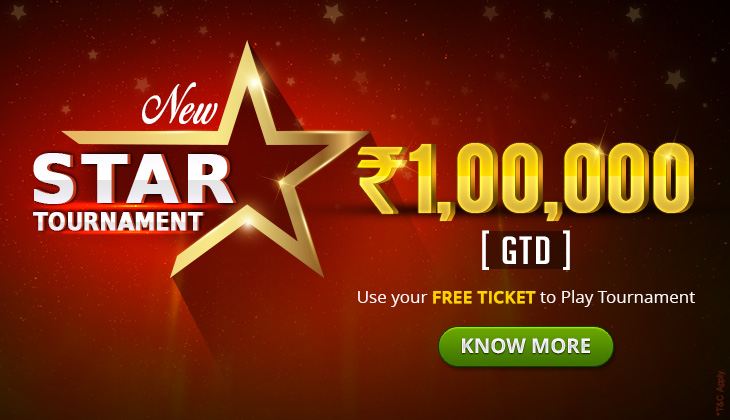 New
STAR
TOURNAMENT
₹1,00,000
[ GTD ]
Use your FREE TICKET to Play Tournament
KNOW MORE
*T&C Apply